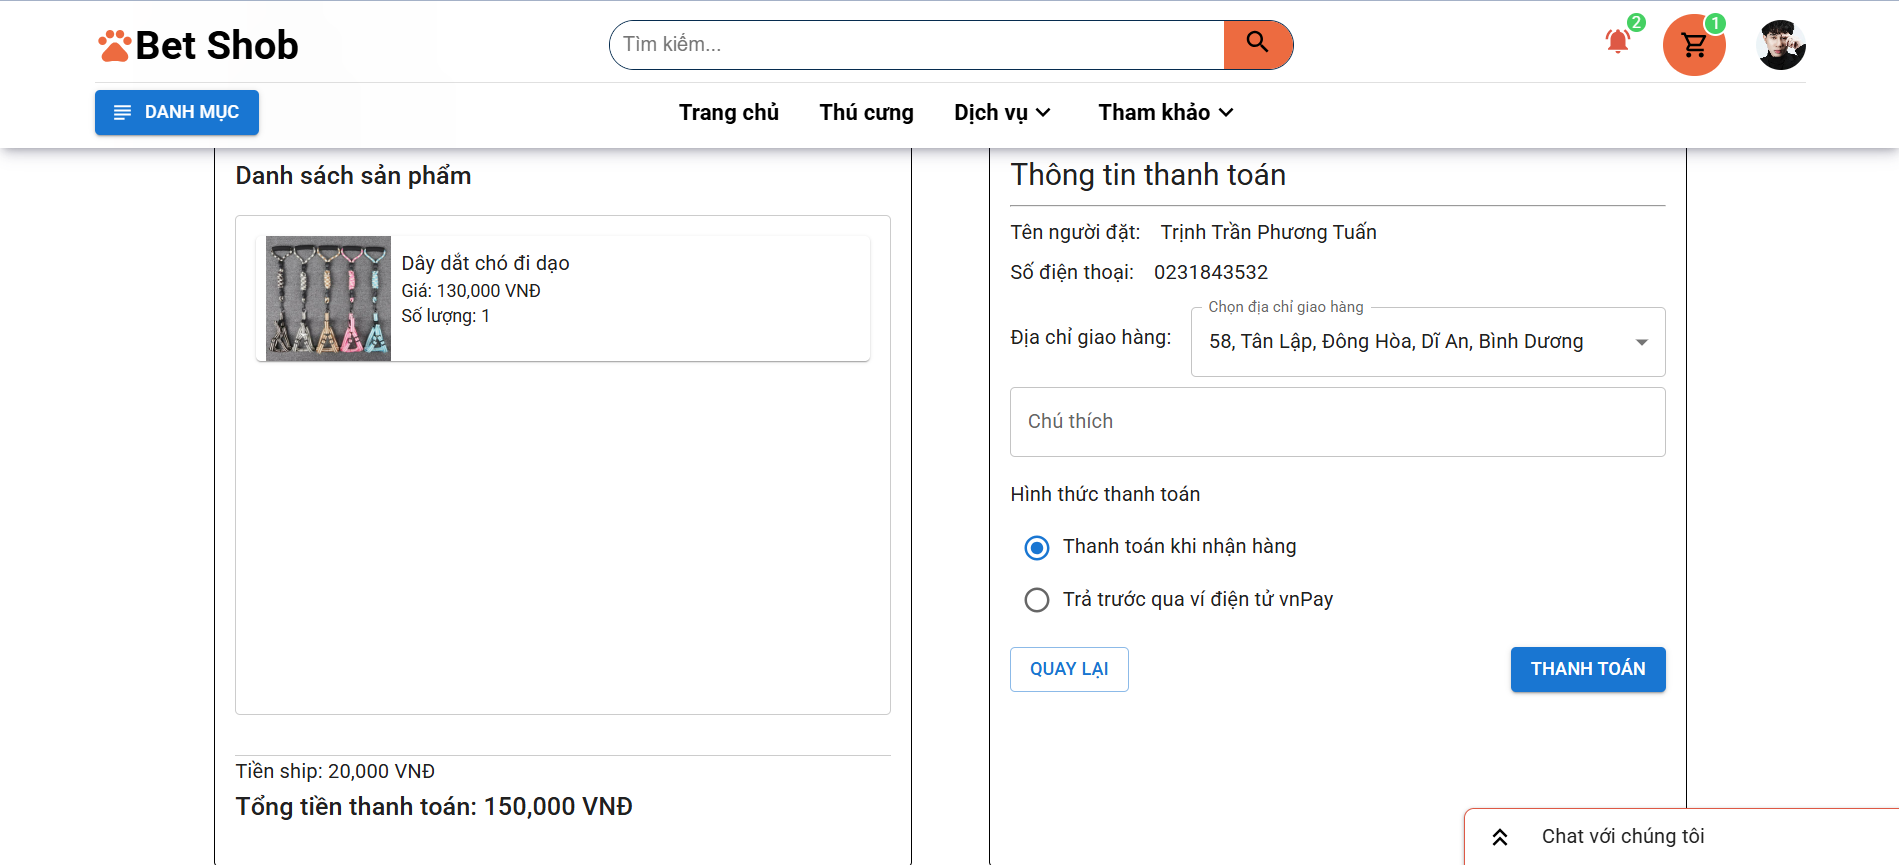 Bet Shob
Tìm kiếm...
2
1
DANH MỤC
Trang chủ
Thú cưng
Dịch vụ
Tham khảo
Danh sách sản phẩm
Dây dắt chó đi dạo
Giá: 130,000 VNĐ
Số lượng: 1
Tiền ship: 20,000 VNĐ
Tổng tiền thanh toán: 150,000 VNĐ
Thông tin thanh toán
Tên người đặt: Trịnh Trần Phương Tuấn
Số điện thoại: 0231843532
Chọn địa chỉ giao hàng
Địa chỉ giao hàng: 58, Tân Lập, Đông Hòa, Dĩ An, Bình Dương
Chú thích
Hình thức thanh toán
Thanh toán khi nhận hàng
Trả trước qua ví điện tử vnPay
QUAY LẠI
THANH TOÁN
Chat với chúng tôi